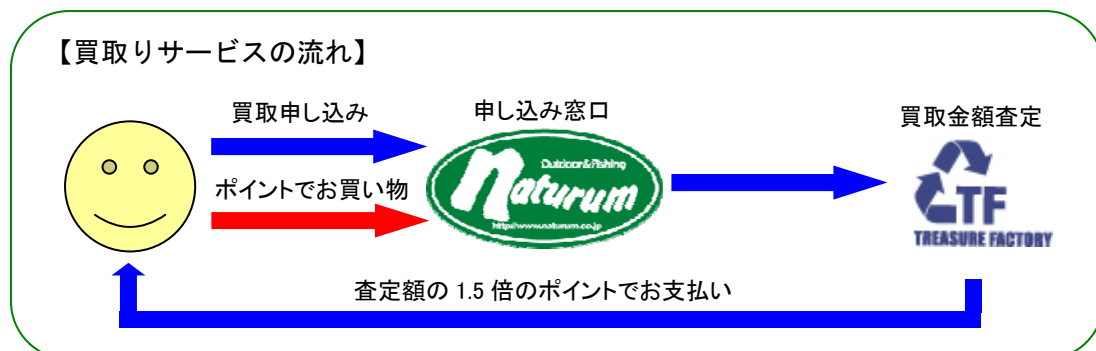 【買取りサービスの流れ】
買取申し込み
申し込み窓口
買取金額査定
Outdoor&Fishing
naturum
http://www.naturum.co.jp
ポイントでお買い物
TF
TREASURE FACTORY
査定額の 1.5 倍のポイントでお支払い